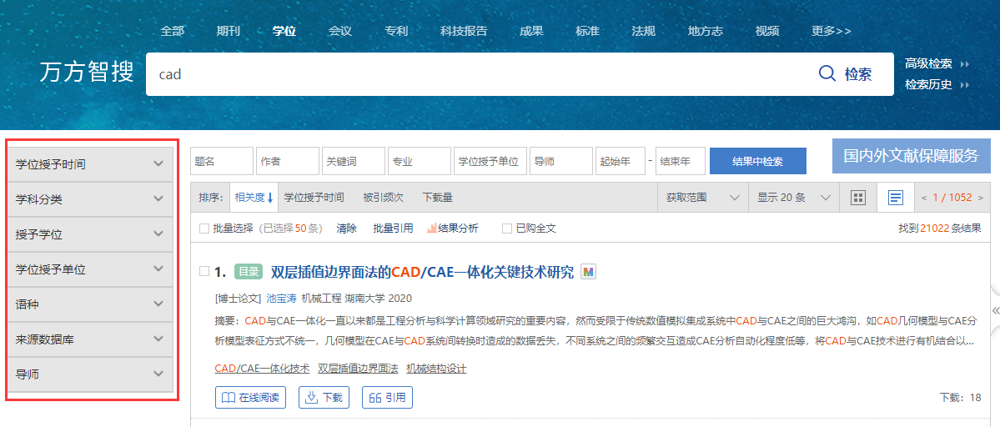 全部 期刊 学位 会议 专利 科技报告 成果 标准 法规 地方志 视频 更多>>
万方智搜
cad
检索
高级检索
检索历史
学位授予时间
学科分类
授予学位
学位授予单位
语种
来源数据库
导师
题名 作者 关键词 专业 学位授予单位 导师 起始年 - 结束年 结果中检索
国内外文献保障服务
排序: 相关度 学位授予时间 被引频次 下载量 获取范围 显示 20 条 < 1 / 1052 >
批量选择 (已选择 50 条) 清除 批量引用 结果分析 已购全文 找到 21022 条结果
1. 目录 双层插值边界面法的CAD/CAE一体化关键技术研究 M
[博士论文] 池宝涛 机械工程 湖南大学 2020
摘要：CAD与CAE一体化一直以来都是工程分析与科学计算领域研究的重要内容，然而受限于传统数值模拟集成系统中CAD与CAE之间的巨大鸿沟，如CAD几何模型与CAE分
析模型表征方式不统一，几何模型在CAE与CAD系统间转换时造成的数据丢失，不同系统之间的频繁交互造成CAE分析自动化程度低等，将CAD与CAE技术进行有机结合以...
CAD/CAE一体化技术 双层插值边界面法 机械结构设计
在线阅读 下载 引用 下载：18